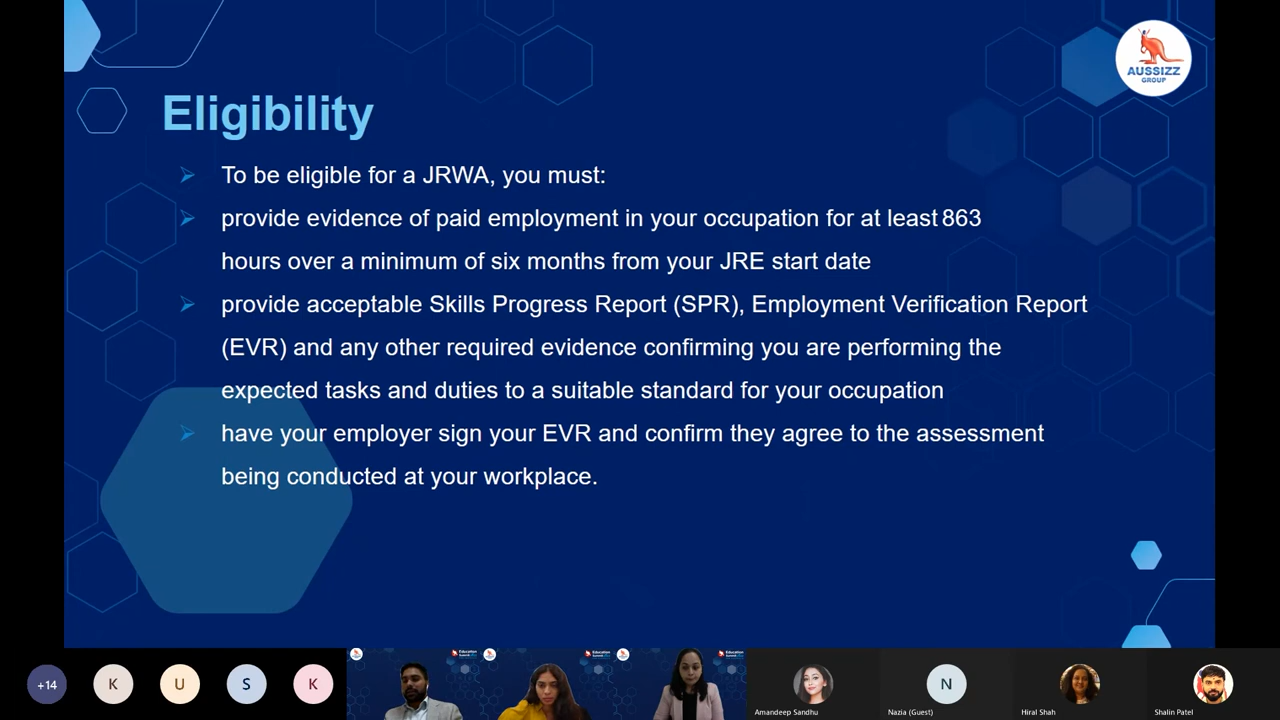 AUSSIZZ
GROUP
Eligibility
To be eligible for a JRWA, you must:
provide evidence of paid employment in your occupation for at least 863
hours over a minimum of six months from your JRE start date
provide acceptable Skills Progress Report (SPR), Employment Verification Report
(EVR) and any other required evidence confirming you are performing the
expected tasks and duties to a suitable standard for your occupation
have your employer sign your EVR and confirm they agree to the assessment
being conducted at your workplace.
+14
K
U
S
K
Education
Education
Education
N
Amandeep Sandhu
Nazia (Guest)
Hiral Shah
Shalin Patel